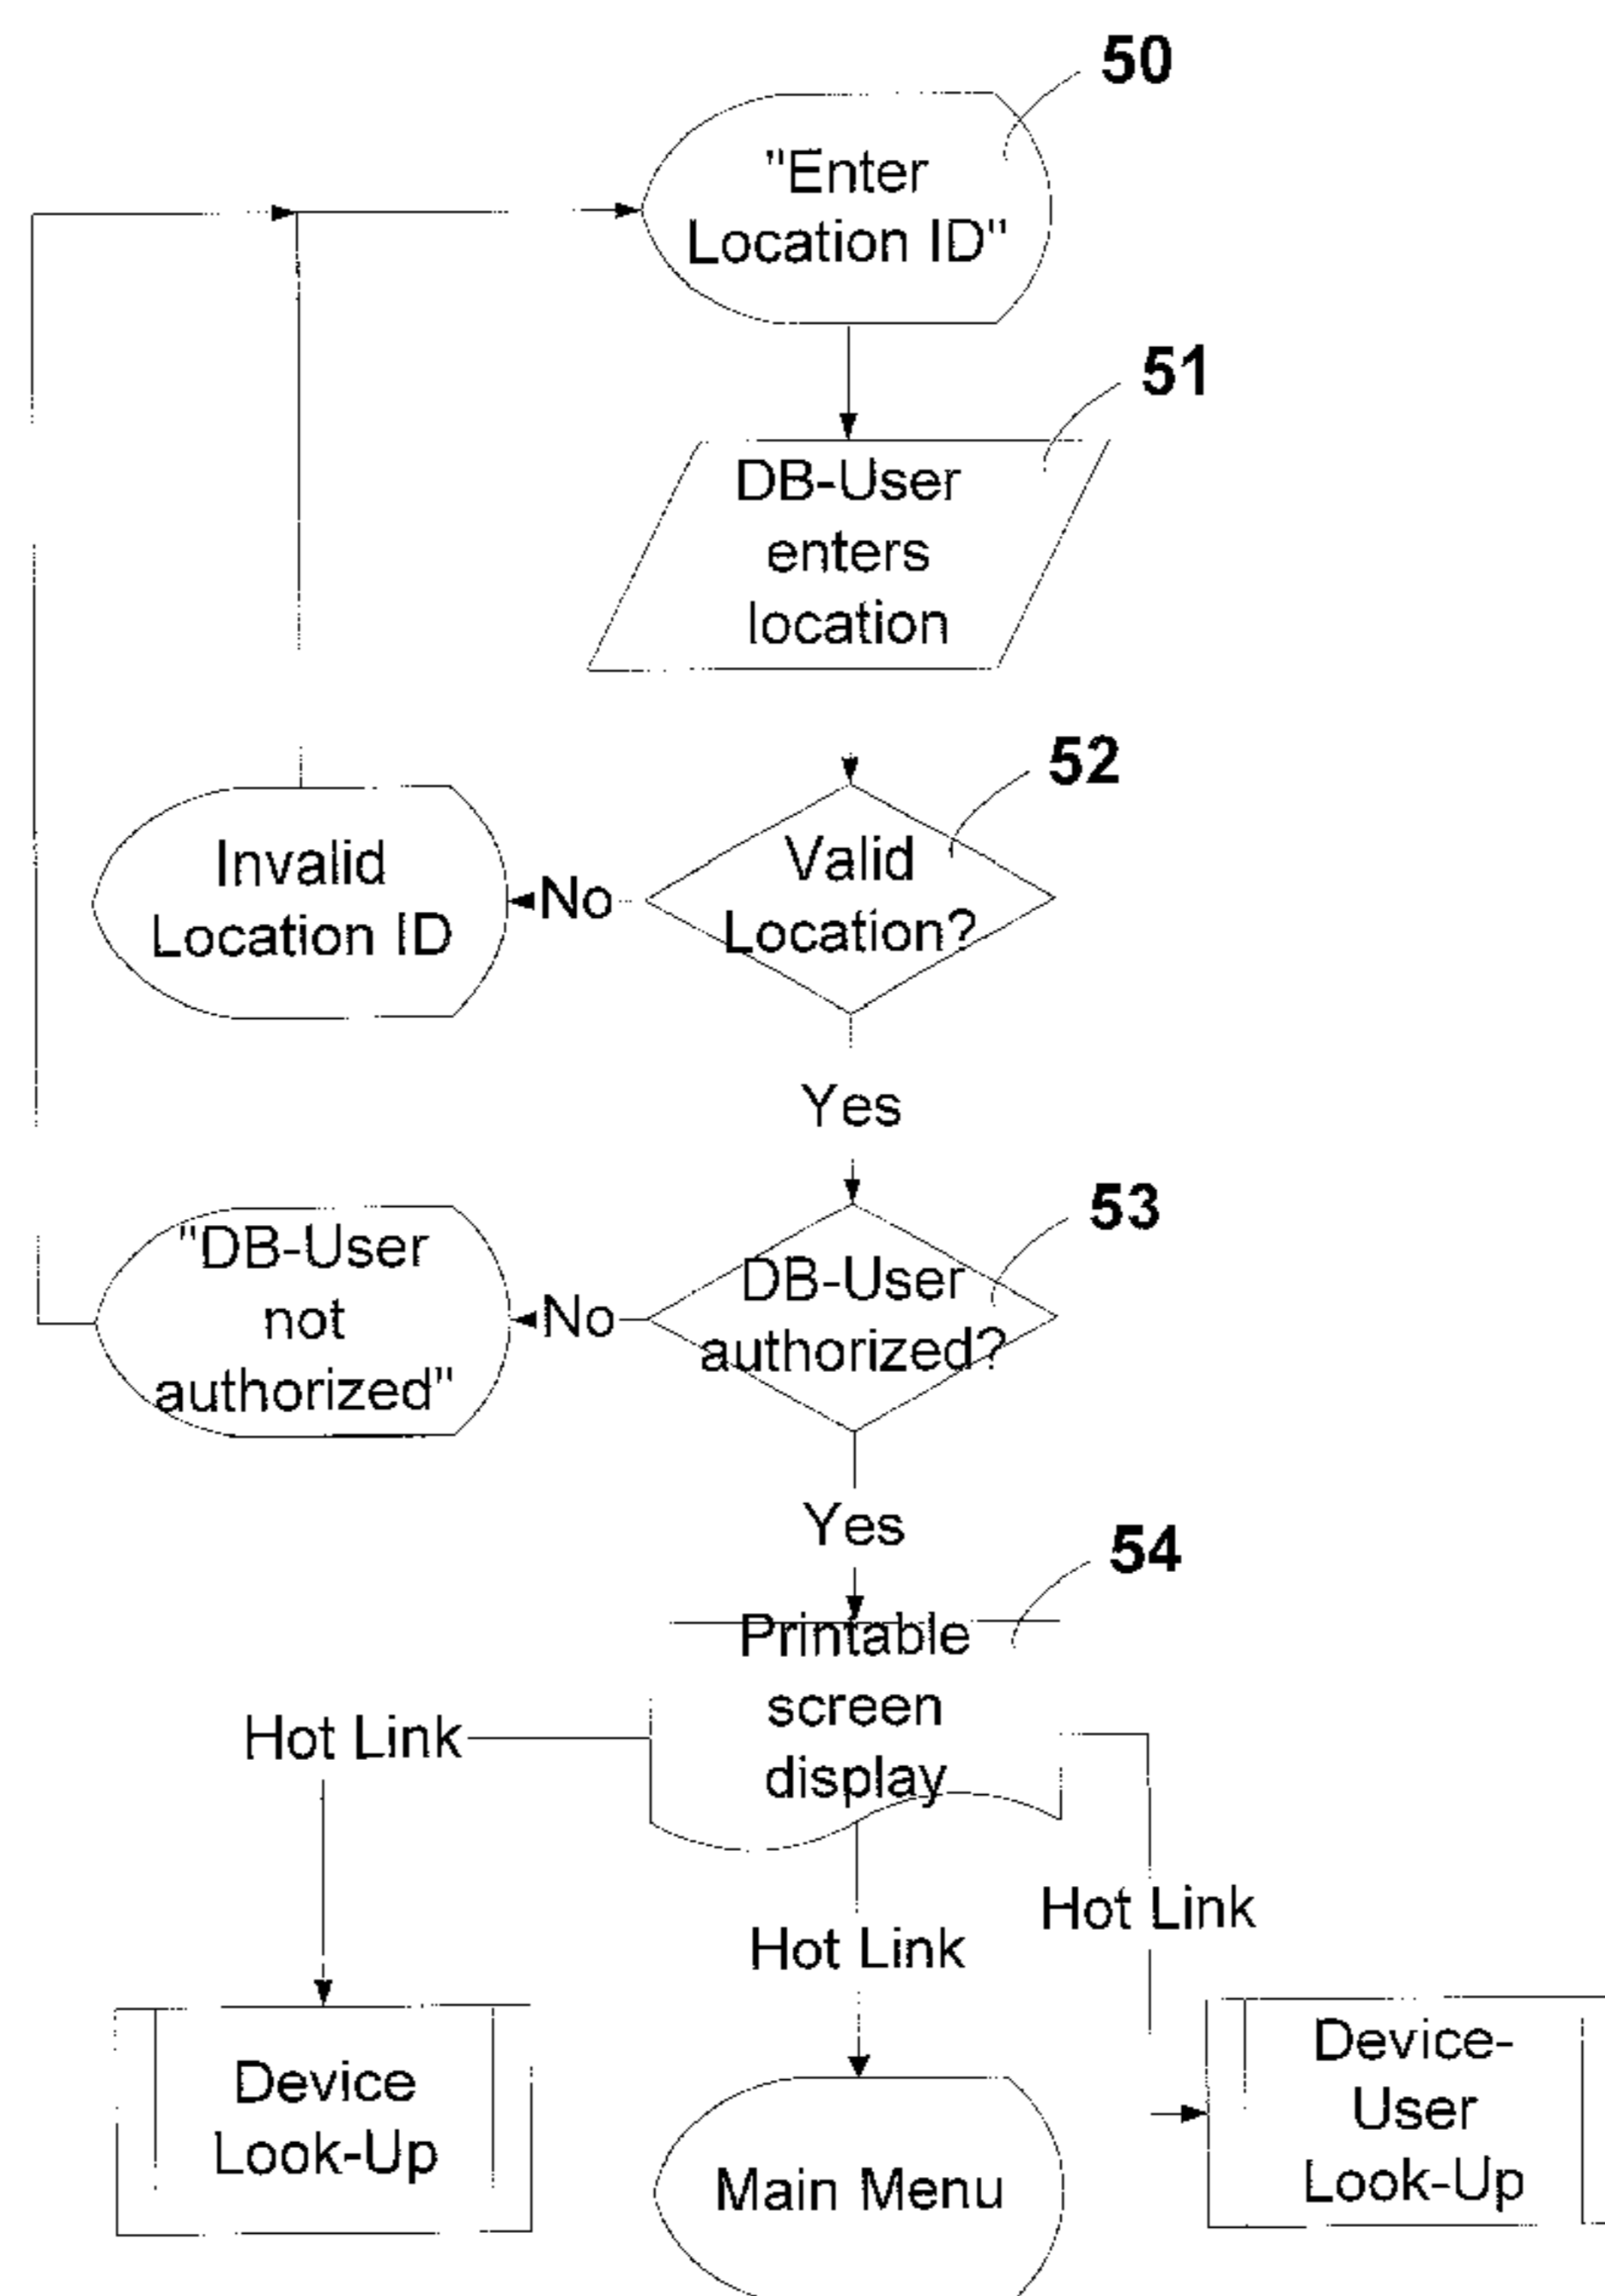 50
"Enter
Location ID"
51
DB-User
enters
location
52
Valid
Location?
No
Invalid
Location ID
Yes
53
DB-User
authorized?
No
"DB-User
not
authorized"
Yes
54
Printable
screen
display
Hot Link
Hot Link
Hot Link
Device
Look-Up
Main Menu
Device-
User
Look-Up